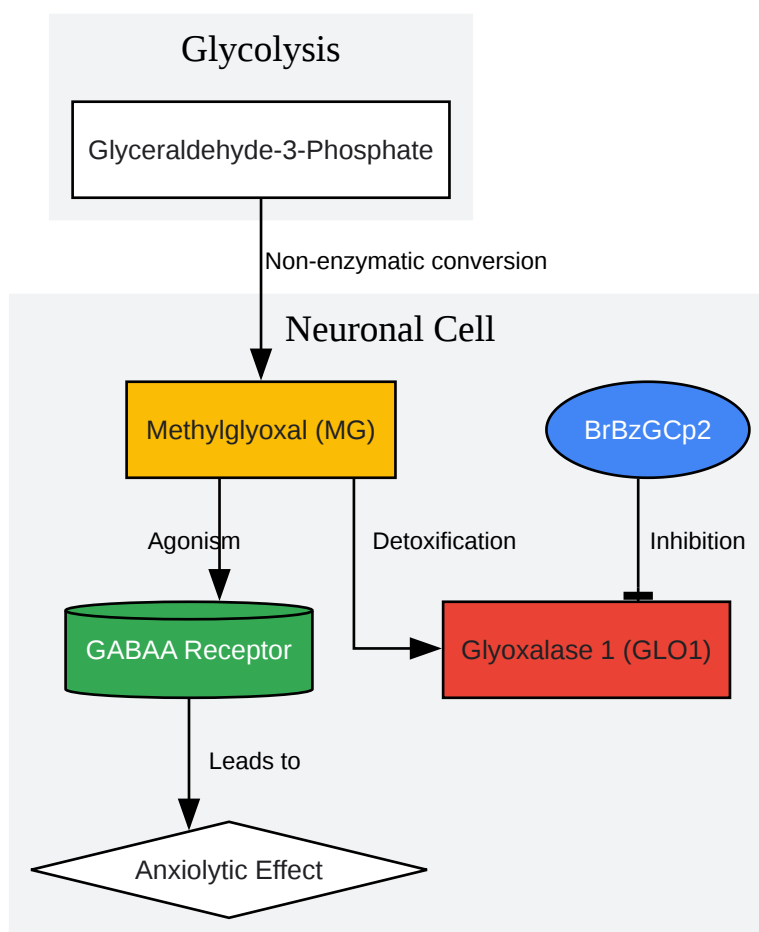 Glycolysis
Glyceraldehyde-3-Phosphate
Non-enzymatic conversion
Neuronal Cell
Methylglyoxal (MG)
BrBzGCp2
Agonism
Detoxification
Inhibition
GABAA Receptor
Glyoxalase 1 (GLO1)
Leads to
Anxiolytic Effect